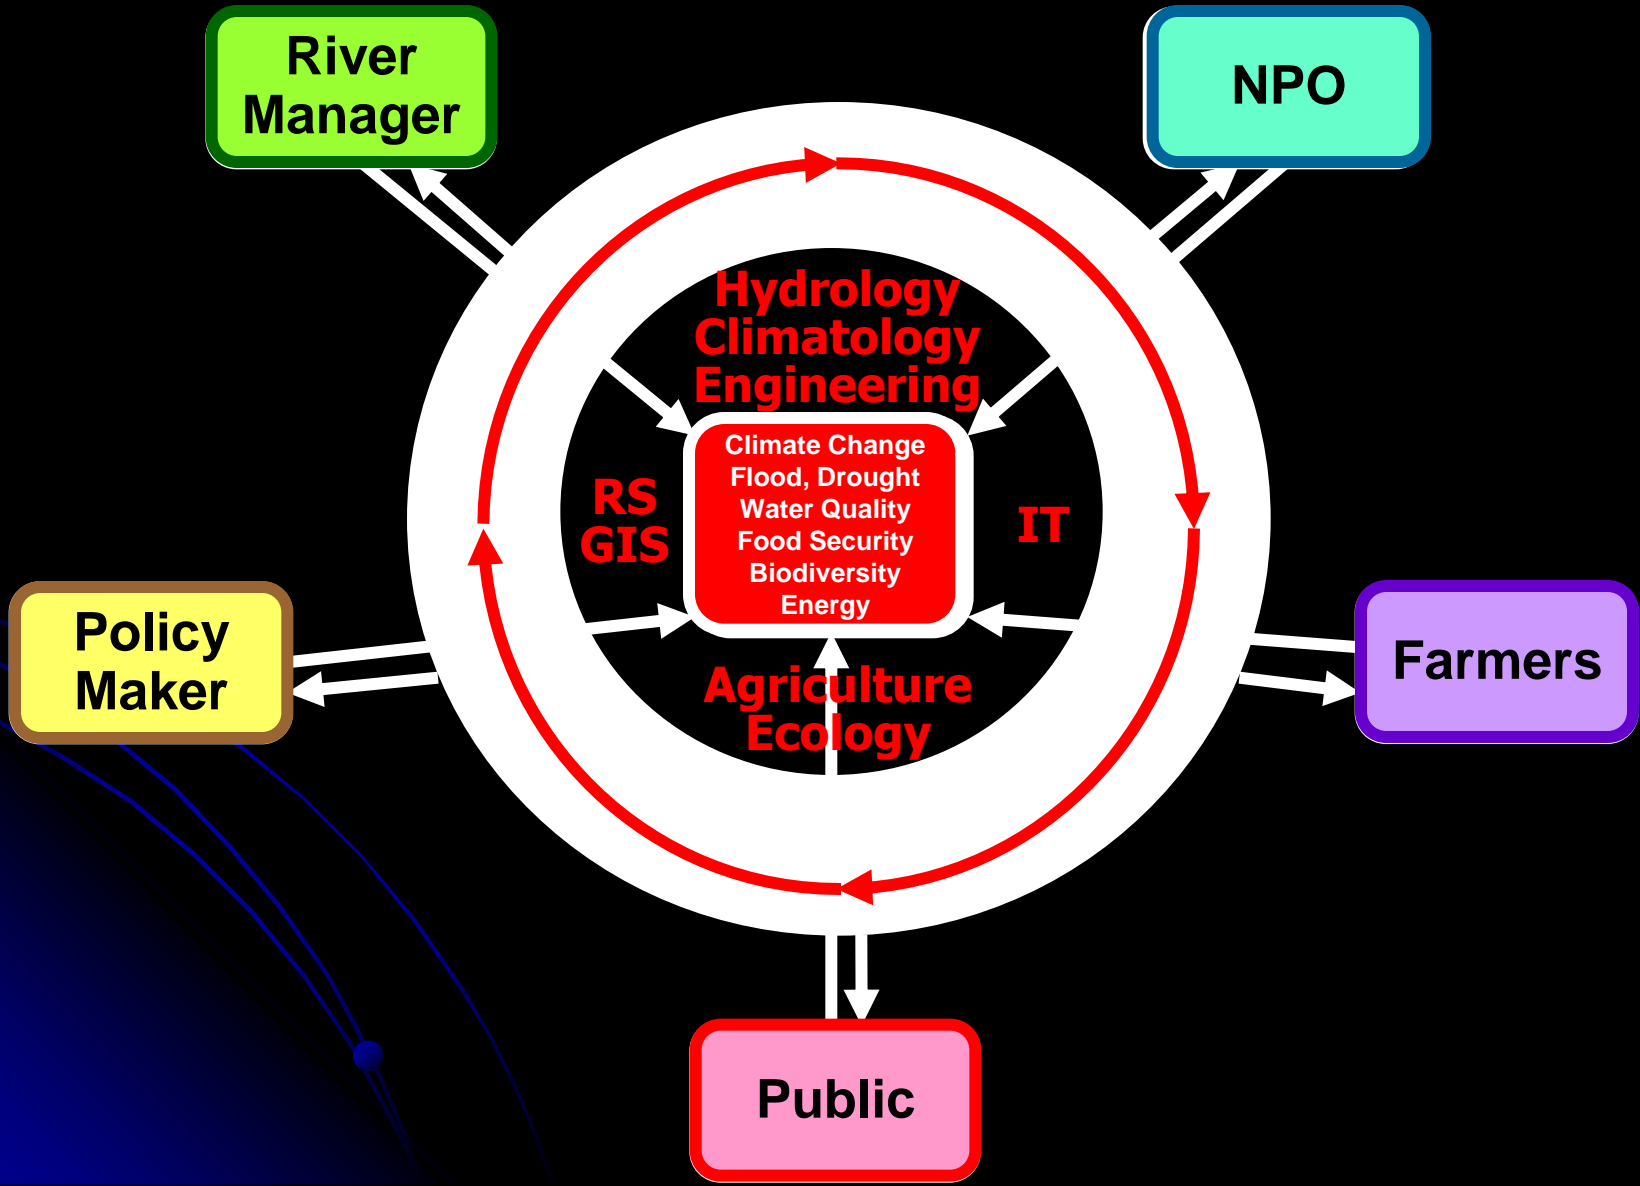 River
Manager
NPO
Hydrology
Climatology
Engineering
Climate Change
Flood, Drought
Water Quality
Food Security
Biodiversity
Energy
RS
GIS
IT
Agriculture
Ecology
Policy
Maker
Farmers
Public